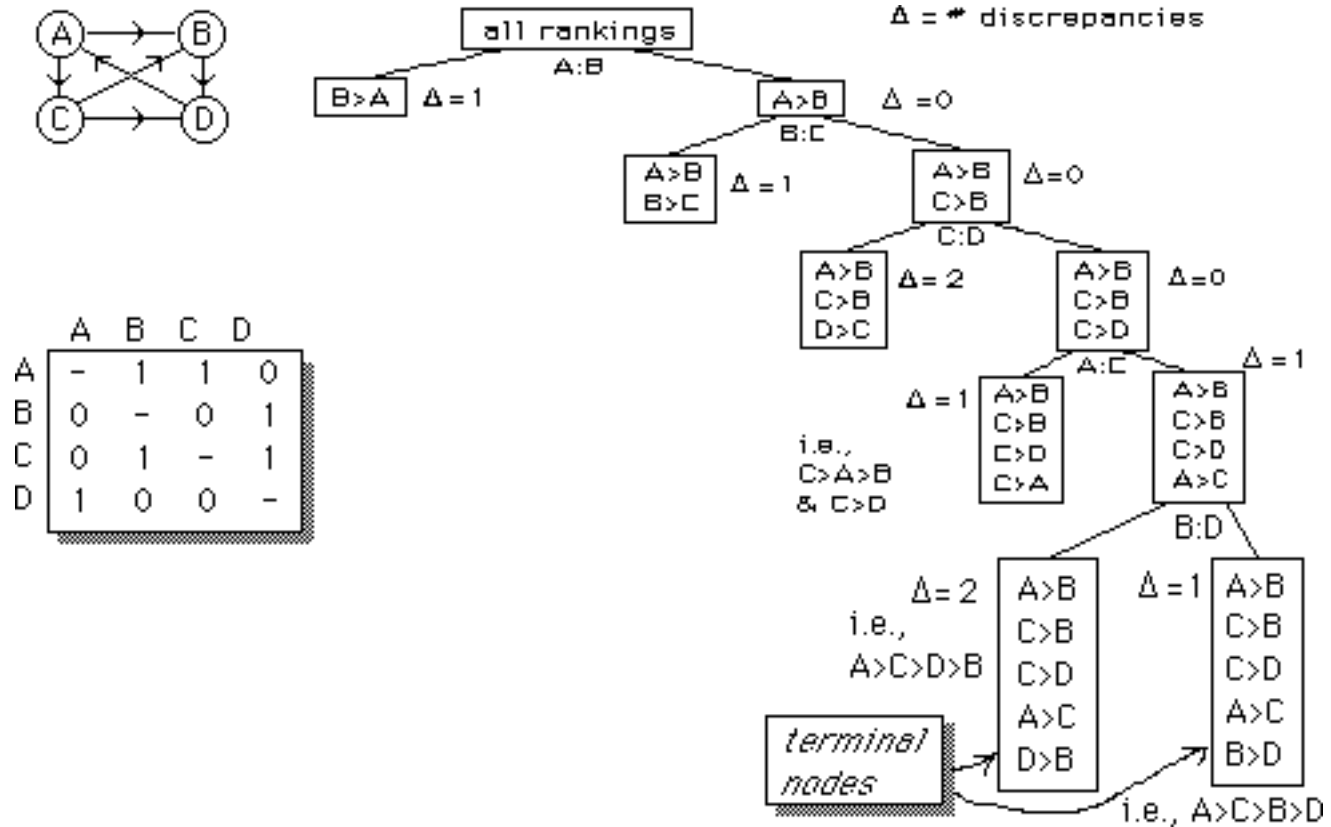 A B
C D
Δ = # discrepancies
all rankings
A:B
B>A Δ=1
A>B Δ=0
B:C
A>B
B>C
Δ=1
A>B
C>B
Δ=0
C:D
A>B
C>B
D>C
Δ=2
A>B
C>B
C>D
Δ=0
A:C
Δ=1
A>B
C>B
C>D
C>A
i.e.,
C>A>B
& C>D
Δ=1
A>B
C>B
C>D
A>C
B:D
Δ=2
i.e.,
A>C>D>B
A>B
C>B
C>D
A>C
D>B
Δ=1
A>B
C>B
C>D
A>C
B>D
i.e., A>C>B>D
terminal
nodes
A B C D
A - 1 1 0
B 0 - 0 1
C 0 1 - 1
D 1 0 0 -